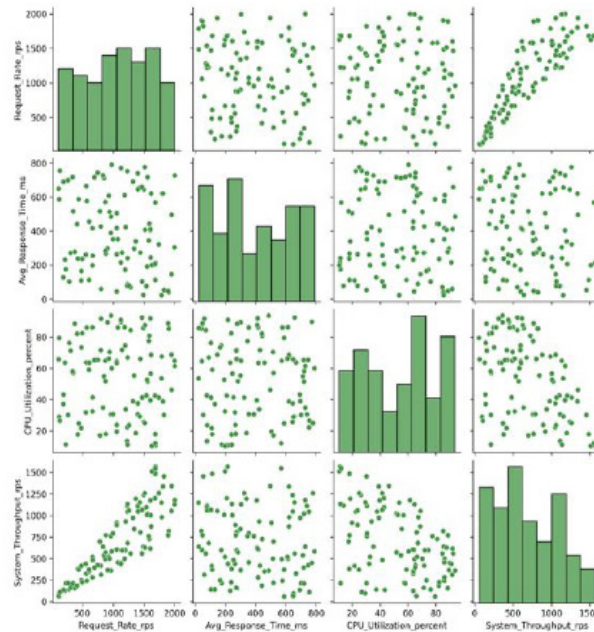 Request_Rate_rps
2000
1500
1000
500
Avg_Response_Time_ms
800
600
400
200
0
CPU_Utilization_percent
80
60
40
20
System_Throughput_rps
1500
1250
1000
750
500
250
0
500 1000 1500 2000
0 200 400 600 800
20 40 60 80
0 500 1000 1500
Request_Rate_rps Avg_Response_Time_ms CPU_Utilization_percent System_Throughput_rps